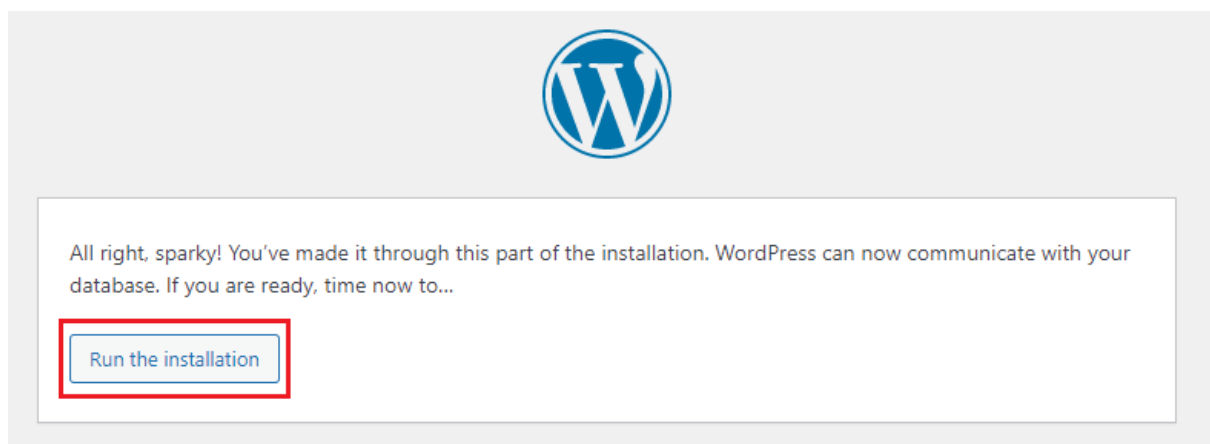 All right, sparky! You’ve made it through this part of the installation. WordPress can now communicate with your
database. If you are ready, time now to...
Run the installation